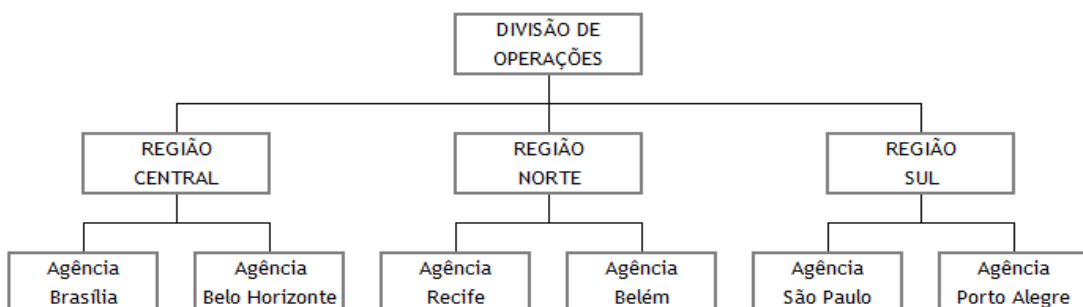 DIVISÃO DE
OPERAÇÕES
REGIÃO
CENTRAL
REGIÃO
NORTE
REGIÃO
SUL
Agência
Brasília
Agência
Belo Horizonte
Agência
Recife
Agência
Belém
Agência
São Paulo
Agência
Porto Alegre